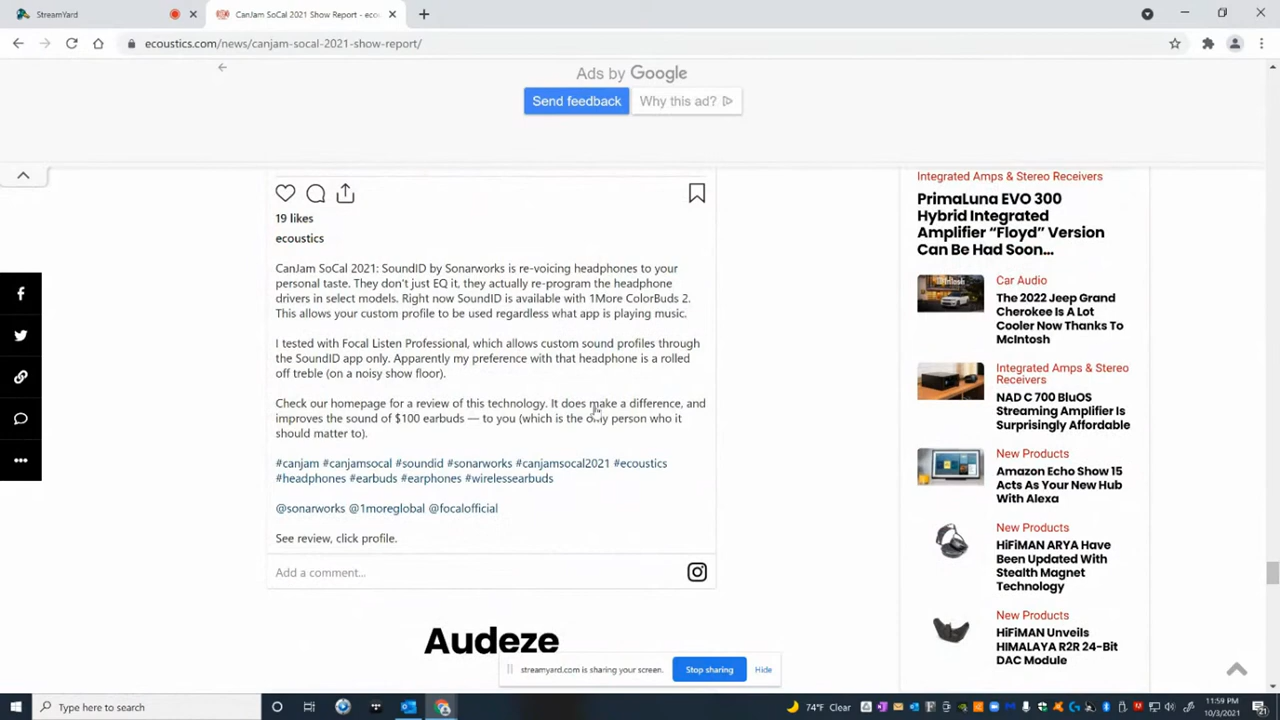 StreamYard
CanJam SoCal 2021 Show Report - eco
ecoustics.com/news/canjam-socal-2021-show-report/
Ads by Google
Send feedback
Why this ad?
19 likes
ecoustics
CanJam SoCal 2021: SoundID by Sonarworks is re-voicing headphones to your
personal taste. They don't just EQ it, they actually re-program the headphone
drivers in select models. Right now SoundID is available with 1More ColorBuds 2.
This allows your custom profile to be used regardless what app is playing music.
I tested with Focal Listen Professional, which allows custom sound profiles through
the SoundID app only. Apparently my preference with that headphone is a rolled
off treble (on a noisy show floor).
Check our homepage for a review of this technology. It does make a difference, and
improves the sound of $100 earbuds — to you (which is the only person who it
should matter to).
#canjam #canjamsocal #soundid #sonarworks #canjamsocal2021 #ecoustics
#headphones #earbuds #earphones #wirelessearbuds
@sonarworks @1moreglobal @focalofficial
See review, click profile.
Add a comment...
Audeze
Integrated Amps & Stereo Receivers
PrimaLuna EVO 300
Hybrid Integrated
Amplifier “Floyd” Version
Can Be Had Soon...
Car Audio
The 2022 Jeep Grand
Cherokee Is A Lot
Cooler Now Thanks To
McIntosh
Integrated Amps & Stereo
Receivers
NAD C 700 BluOS
Streaming Amplifier Is
Surprisingly Affordable
New Products
Amazon Echo Show 15
Acts As Your New Hub
With Alexa
New Products
HiFiMAN ARYA Have
Been Updated With
Stealth Magnet
Technology
New Products
HiFiMAN Unveils
HIMALAYA R2R 24-Bit
DAC Module
streamyard.com is sharing your screen.
Stop sharing
Hide
Type here to search
74°F Clear
11:59 PM
10/3/2021
21